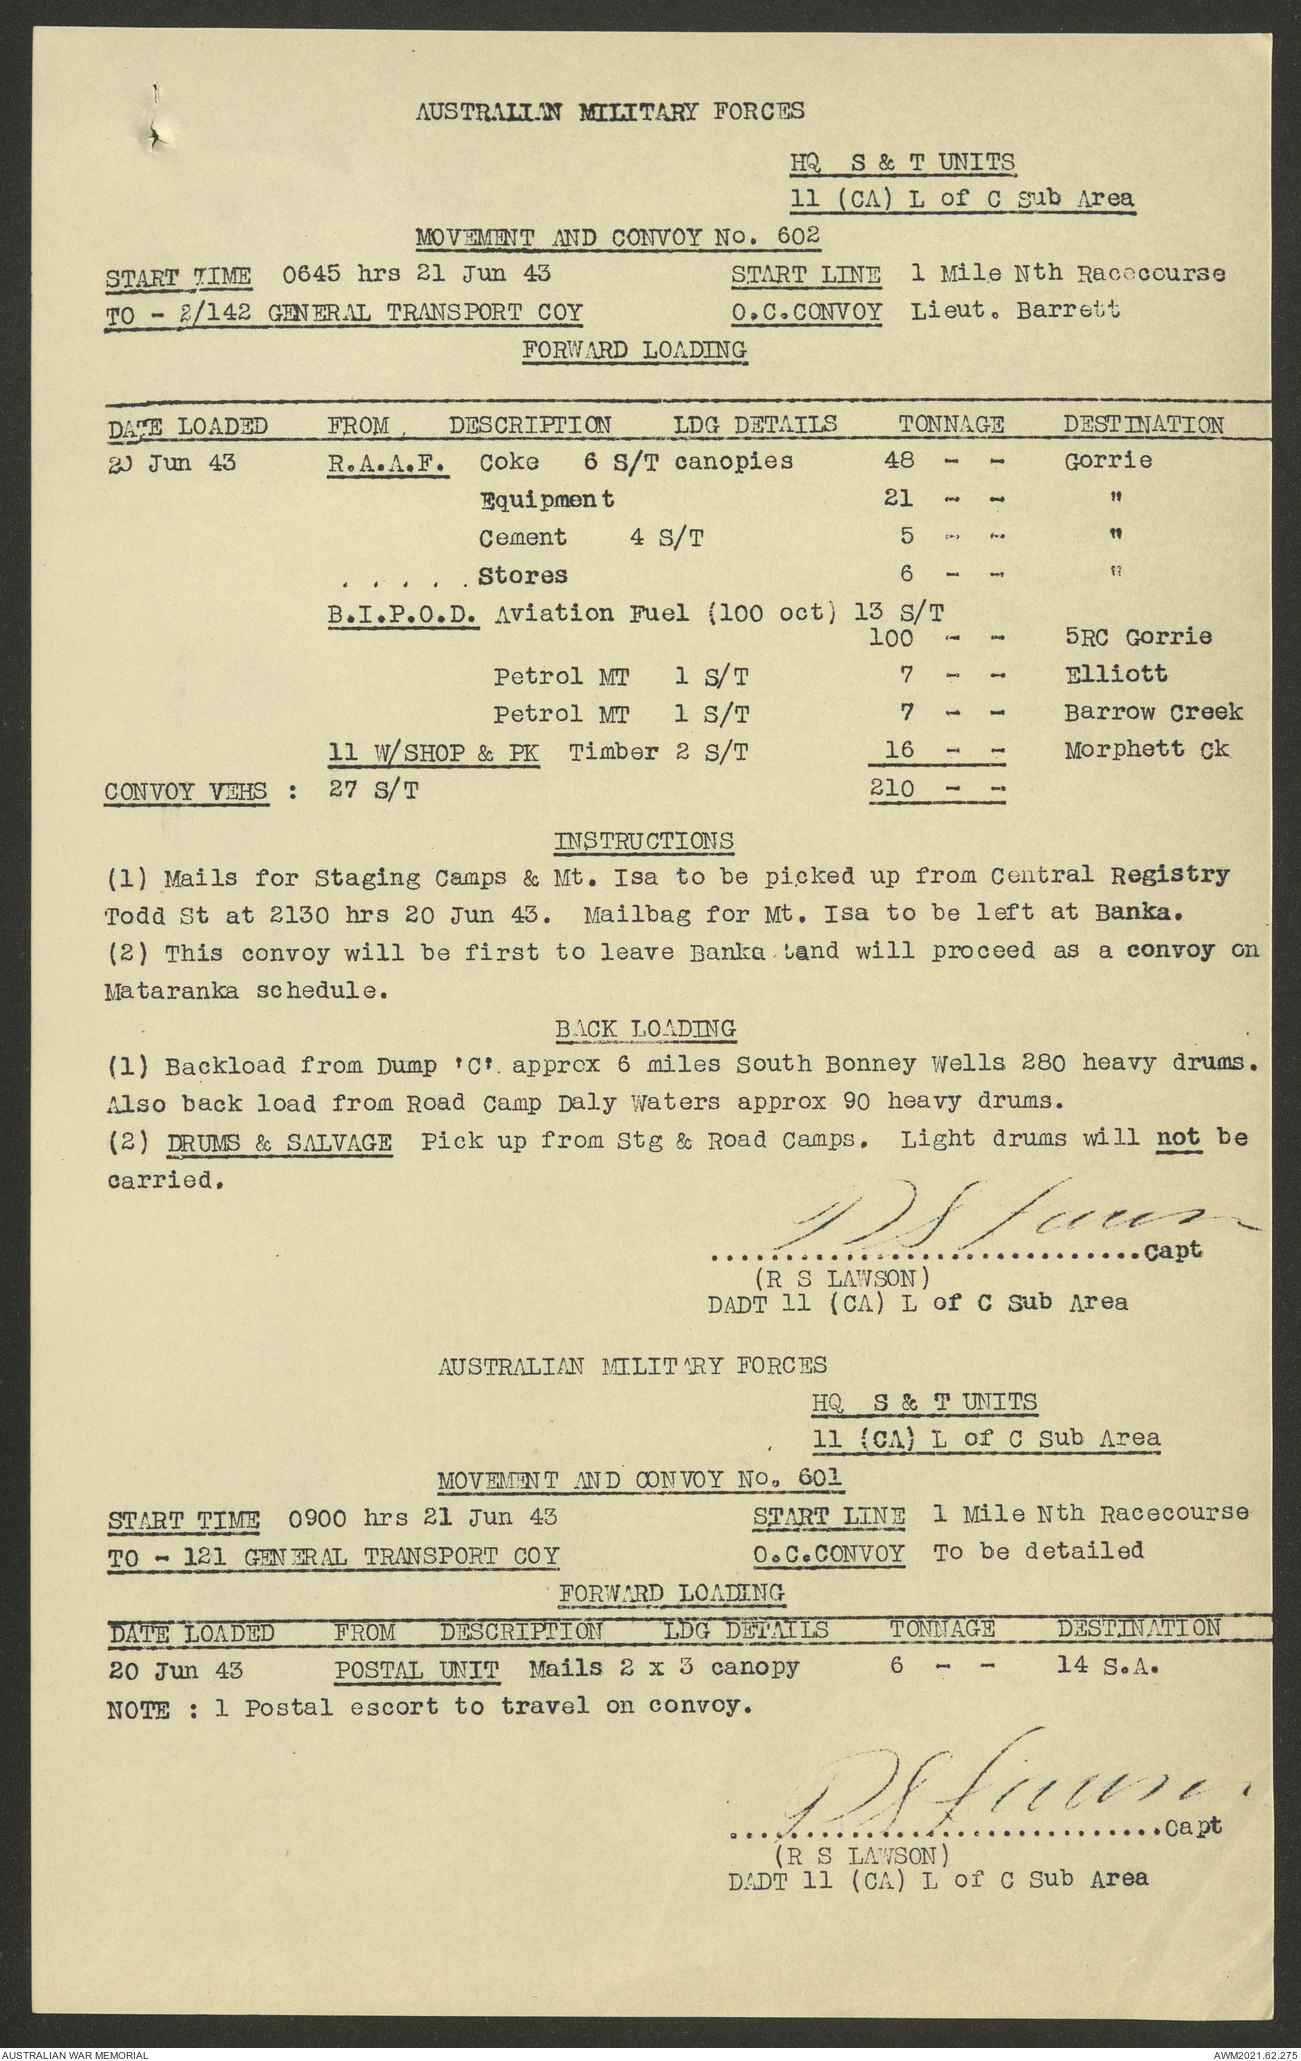 AUSTRALIAN MILITARY FORCES
HQ S & T UNITS
11 (CA) L of C Sub Area
MOVEMENT AND CONVOY No. 602
START TIME 0645 hrs 21 Jun 43 START LINE 1 Mile Nth Racecourse
TO - 2/142 GENERAL TRANSPORT COY O.C.CONVOY Lieut. Barrett
FORWARD LOADING
DATE LOADED FROM DESCRIPTION LDG DETAILS TONNAGE DESTINATION
20 Jun 43 R.A.A.F. Coke 6 S/T canopies 48 - - Gorrie
Equipment 21 - - "
Cement 4 S/T 5 - - "
. . . . . Stores 6 - - "
B.I.P.O.D. Aviation Fuel (100 oct) 13 S/T
100 - - 5RC Gorrie
Petrol MT 1 S/T 7 - - Elliott
Petrol MT 1 S/T 7 - - Barrow Creek
11 W/SHOP & PK Timber 2 S/T 16 - - Morphett Ck
CONVOY VEHS : 27 S/T 210 - -
INSTRUCTIONS
(1) Mails for Staging Camps & Mt. Isa to be picked up from Central Registry
Todd St at 2130 hrs 20 Jun 43. Mailbag for Mt. Isa to be left at Banka.
(2) This convoy will be first to leave Banka and will proceed as a convoy on
Mataranka schedule.
BACK LOADING
(1) Backload from Dump 'C' approx 6 miles South Bonney Wells 280 heavy drums.
Also back load from Road Camp Daly Waters approx 90 heavy drums.
(2) DRUMS & SALVAGE Pick up from Stg & Road Camps. Light drums will not be
carried.
R S Lawson
..............................Capt
(R S LAWSON)
DADT 11 (CA) L of C Sub Area
AUSTRALIAN MILITARY FORCES
HQ S & T UNITS
11 (CA) L of C Sub Area
MOVEMENT AND CONVOY No. 601
START TIME 0900 hrs 21 Jun 43 START LINE 1 Mile Nth Racecourse
TO - 121 GENERAL TRANSPORT COY O.C.CONVOY To be detailed
FORWARD LOADING
DATE LOADED FROM DESCRIPTION LDG DETAILS TONNAGE DESTINATION
20 Jun 43 POSTAL UNIT Mails 2 x 3 canopy 6 - - 14 S.A.
NOTE : 1 Postal escort to travel on convoy.
R S Lawson
..............................Capt
(R S LAWSON)
DADT 11 (CA) L of C Sub Area
AUSTRALIAN WAR MEMORIAL AWM2021.62.275